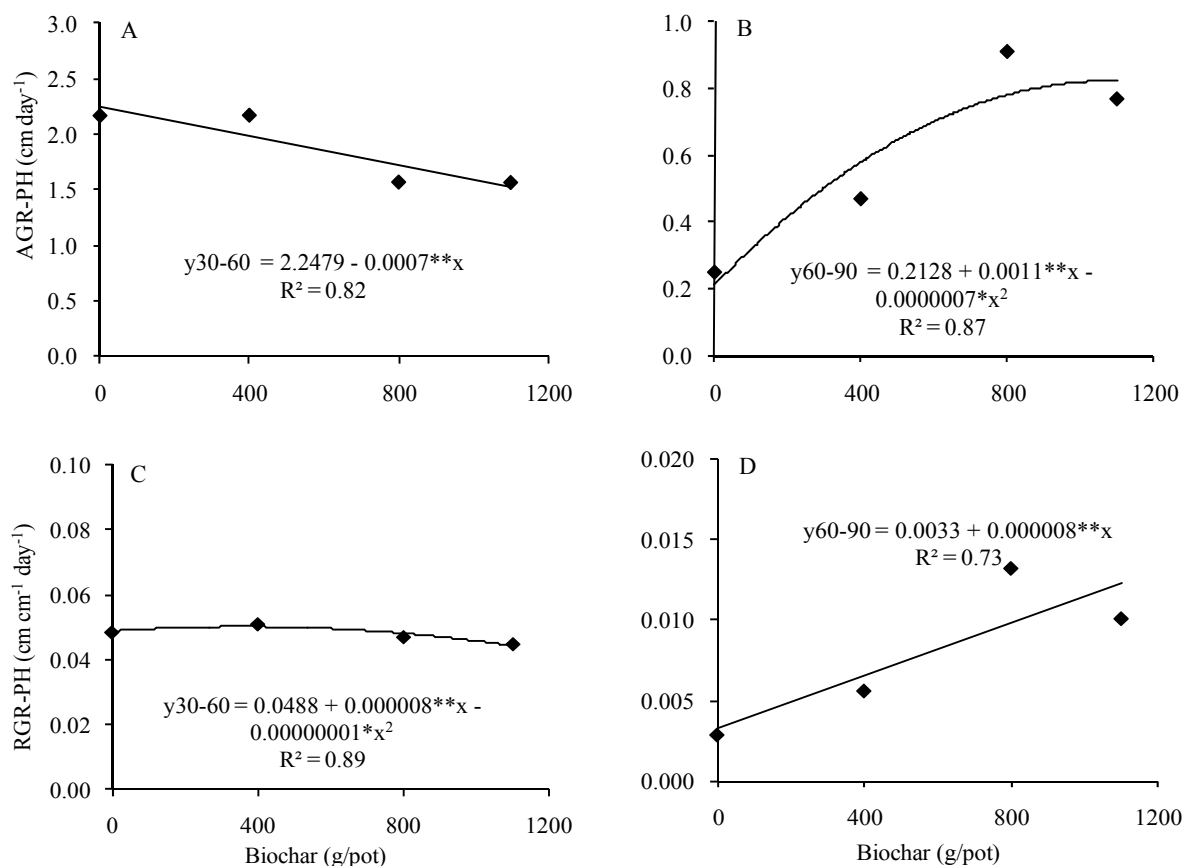 A
AGR-PH (cm day⁻¹)
3.0
2.5
2.0
1.5
1.0
0.5
0.0
y30-60 = 2.2479 - 0.0007**x
R² = 0.82
0 400 800 1200
B
1.0
0.8
0.6
0.4
0.2
0.0
y60-90 = 0.2128 + 0.0011**x -
0.0000007*x²
R² = 0.87
0 400 800 1200
C
RGR-PH (cm cm⁻¹ day⁻¹)
0.10
0.08
0.06
0.04
0.02
0.00
y30-60 = 0.0488 + 0.000008**x -
0.00000001*x²
R² = 0.89
0 400 800 1200
Biochar (g/pot)
D
0.020
0.015
0.010
0.005
0.000
y60-90 = 0.0033 + 0.000008**x
R² = 0.73
0 400 800 1200
Biochar (g/pot)